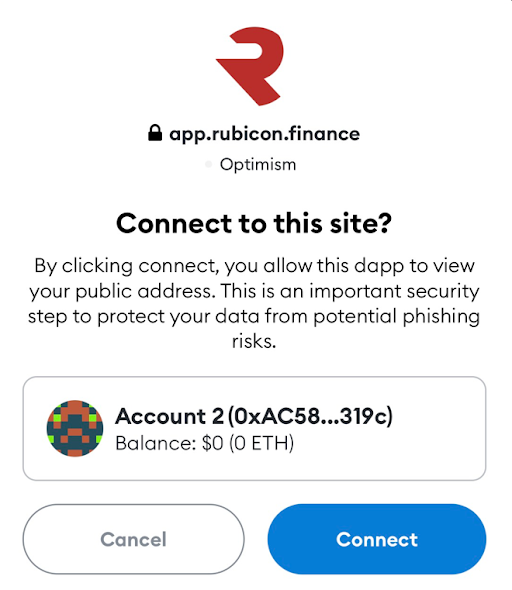 app.rubicon.finance
Optimism
Connect to this site?
By clicking connect, you allow this dapp to view
your public address. This is an important security
step to protect your data from potential phishing
risks.
Account 2 (0xAC58...319c)
Balance: $0 (0 ETH)
Cancel
Connect